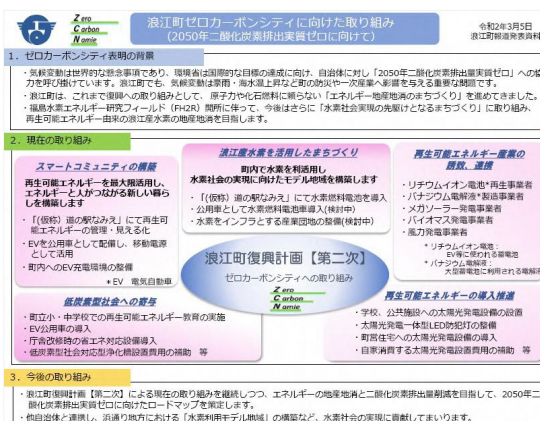 Zero
Carbon
Namie
浪江町ゼロカーボンシティに向けた取り組み
(2050年二酸化炭素排出実質ゼロに向けて)
令和2年3月5日
浪江町報道発表資料
1. ゼロカーボンシティ表明の背景
・気候変動は世界的な懸念事項であり、環境省は国際的な目標の達成に向け、自治体に対し「2050年二酸化炭素排出量実質ゼロ」への協
力を呼び掛けています。浪江町でも、気候変動は豪雨・海水温上昇など町の防災や一次産業へ影響を与える重要な問題です。
・浪江町は、これまで復興への取り組みとして、原子力や化石燃料に頼らない「エネルギー地産地消のまちづくり」を進めてきました。
・福島水素エネルギー研究フィールド(FH2R)開所に伴って、今後はさらに「水素社会実現の先駆けとなるまちづくり」に取り組み、
再生可能エネルギー由来の浪江産水素の地産地消を目指します。
2. 現在の取り組み
スマートコミュニティの構築
再生可能エネルギーを最大限活用し、
エネルギーと人がつながる新しい暮ら
しを構築します
・「(仮称)道の駅なみえ」にて再生可
能エネルギーの管理・見える化
・EVを公用車として配備し、移動電源
として活用
・町内へのEV充電環境の整備
*EV 電気自動車
浪江産水素を活用したまちづくり
町内で水素を利活用し
水素社会の実現に向けモデル地域を構築します
・「(仮称)道の駅なみえ」にて水素燃料電池を導入
・公用車として水素燃料電池車導入(検討中)
・水素をインフラとする産業団地の整備(検討中)
再生可能エネルギー産業の
誘致、連携
・リチウムイオン電池*再生事業者
・バナジウム電解液*製造事業者
・メガソーラー発電事業者
・バイオマス発電事業者
・風力発電事業者
* リチウムイオン電池:
EV等に使われる蓄電池
* バナジウム電解液:
大型蓄電池に利用される電解液
浪江町復興計画【第二次】
ゼロカーボンシティへの取り組み
Zero
Carbon
Namie
低炭素型社会への寄与
・町立小・中学校での再生可能エネルギー教育の実施
・EV公用車の導入
・庁舎改修時の省エネ対応設備導入
・低炭素型社会対応型浄化槽設置費用の補助 等
再生可能エネルギーの導入推進
・学校、公共施設への太陽光発電設備の設置
・太陽光発電一体型LED防犯灯の整備
・町営住宅への太陽光発電設備の導入
・自家消費する太陽光発電設置費用の補助 等
3. 今後の取り組み
・浪江町復興計画【第二次】による現在の取り組みを継続しつつ、エネルギーの地産地消と二酸化炭素排出量削減を目指して、2050年二
酸化炭素排出実質ゼロに向けたロードマップを策定します。
・他自治体と連携し、浜通り地方における「水素利用モデル地域」の構築など、水素社会の実現に貢献してまいります。